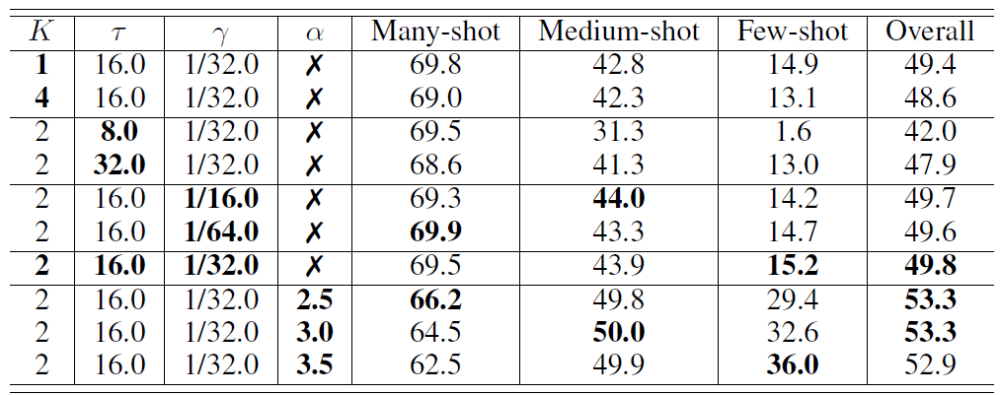 K τ γ α Many-shot Medium-shot Few-shot Overall
1 16.0 1/32.0 ✗ 69.8 42.8 14.9 49.4
4 16.0 1/32.0 ✗ 69.0 42.3 13.1 48.6
2 8.0 1/32.0 ✗ 69.5 31.3 1.6 42.0
2 32.0 1/32.0 ✗ 68.6 41.3 13.0 47.9
2 16.0 1/16.0 ✗ 69.3 44.0 14.2 49.7
2 16.0 1/64.0 ✗ 69.9 43.3 14.7 49.6
2 16.0 1/32.0 ✗ 69.5 43.9 15.2 49.8
2 16.0 1/32.0 2.5 66.2 49.8 29.4 53.3
2 16.0 1/32.0 3.0 64.5 50.0 32.6 53.3
2 16.0 1/32.0 3.5 62.5 49.9 36.0 52.9